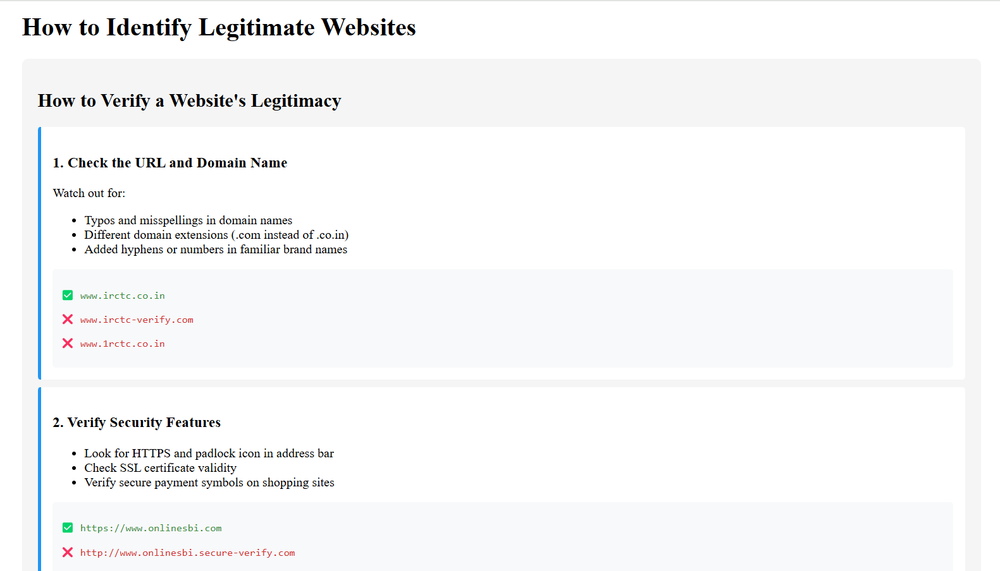 How to Identify Legitimate Websites
How to Verify a Website's Legitimacy
1. Check the URL and Domain Name
Watch out for:
• Typos and misspellings in domain names
• Different domain extensions (.com instead of .co.in)
• Added hyphens or numbers in familiar brand names
✅ www.irctc.co.in
❌ www.irctc-verify.com
❌ www.1rctc.co.in
2. Verify Security Features
• Look for HTTPS and padlock icon in address bar
• Check SSL certificate validity
• Verify secure payment symbols on shopping sites
✅ https://www.onlinesbi.com
❌ http://www.onlinesbi.secure-verify.com